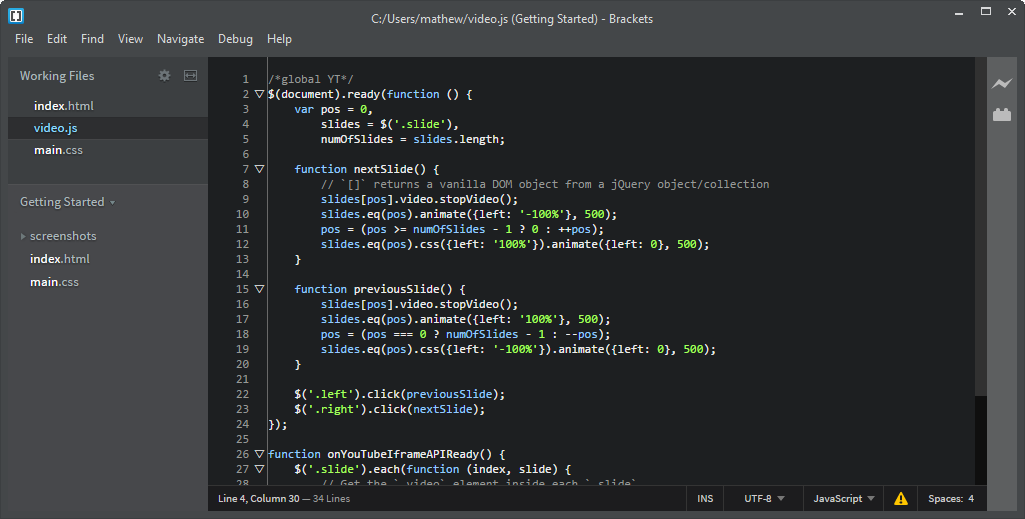 C:/Users/mathew/video.js (Getting Started) - Brackets
File Edit Find View Navigate Debug Help
Working Files
index.html
video.js
main.css
Getting Started
screenshots
index.html
main.css
1 /*global YT*/
2 $(document).ready(function () {
3     var pos = 0,
4         slides = $('.slide'),
5         numOfSlides = slides.length;
6
7     function nextSlide() {
8         // `[]` returns a vanilla DOM object from a jQuery object/collection
9         slides[pos].video.stopVideo();
10         slides.eq(pos).animate({left: '-100%'}, 500);
11         pos = (pos >= numOfSlides - 1 ? 0 : ++pos);
12         slides.eq(pos).css({left: '100%'}).animate({left: 0}, 500);
13     }
14
15     function previousSlide() {
16         slides[pos].video.stopVideo();
17         slides.eq(pos).animate({left: '100%'}, 500);
18         pos = (pos === 0 ? numOfSlides - 1 : --pos);
19         slides.eq(pos).css({left: '-100%'}).animate({left: 0}, 500);
20     }
21
22     $('.left').click(previousSlide);
23     $('.right').click(nextSlide);
24 });
25
26 function onYouTubeIframeAPIReady() {
27     $('.slide').each(function (index, slide) {
28         // Get the `.video` element inside each `.slide`
Line 4, Column 30 — 34 Lines INS UTF-8 JavaScript Spaces: 4